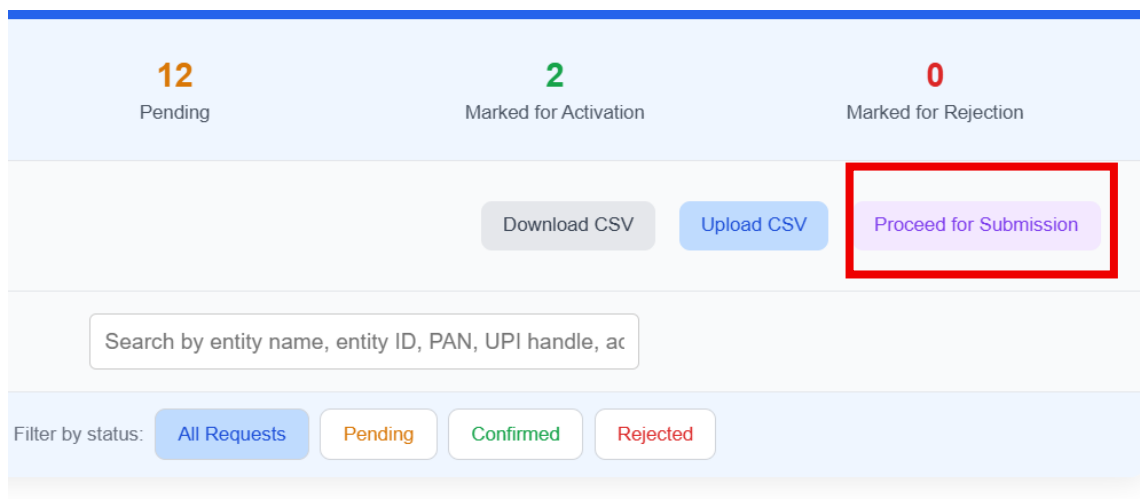 12 2 0
Pending Marked for Activation Marked for Rejection
Download CSV Upload CSV Proceed for Submission
Search by entity name, entity ID, PAN, UPI handle, ac
Filter by status: All Requests Pending Confirmed Rejected